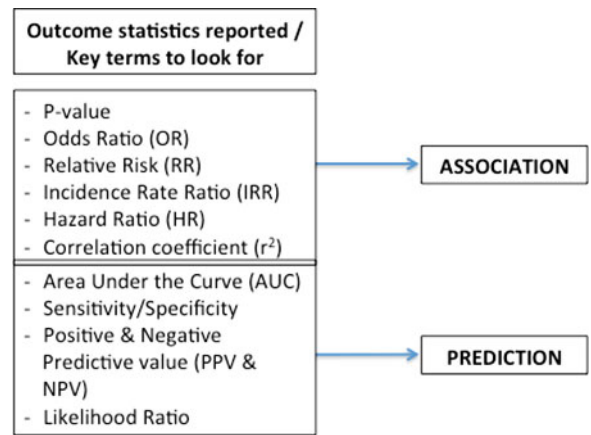 Outcome statistics reported /
Key terms to look for
- P-value
- Odds Ratio (OR)
- Relative Risk (RR)
- Incidence Rate Ratio (IRR)
- Hazard Ratio (HR)
- Correlation coefficient (r²)
ASSOCIATION
- Area Under the Curve (AUC)
- Sensitivity/Specificity
- Positive & Negative
Predictive value (PPV &
NPV)
- Likelihood Ratio
PREDICTION